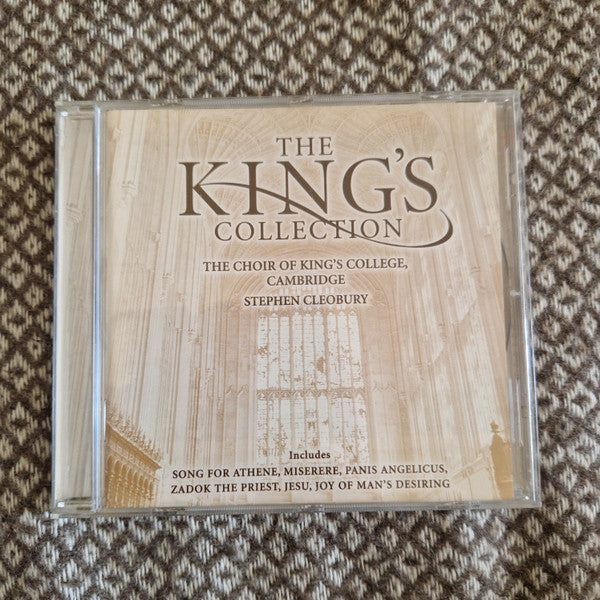 THE
KING'S
COLLECTION
THE CHOIR OF KING'S COLLEGE,
CAMBRIDGE
STEPHEN CLEOBURY
Includes
SONG FOR ATHENE, MISERERE, PANIS ANGELICUS,
ZADOK THE PRIEST, JESU, JOY OF MAN'S DESIRING